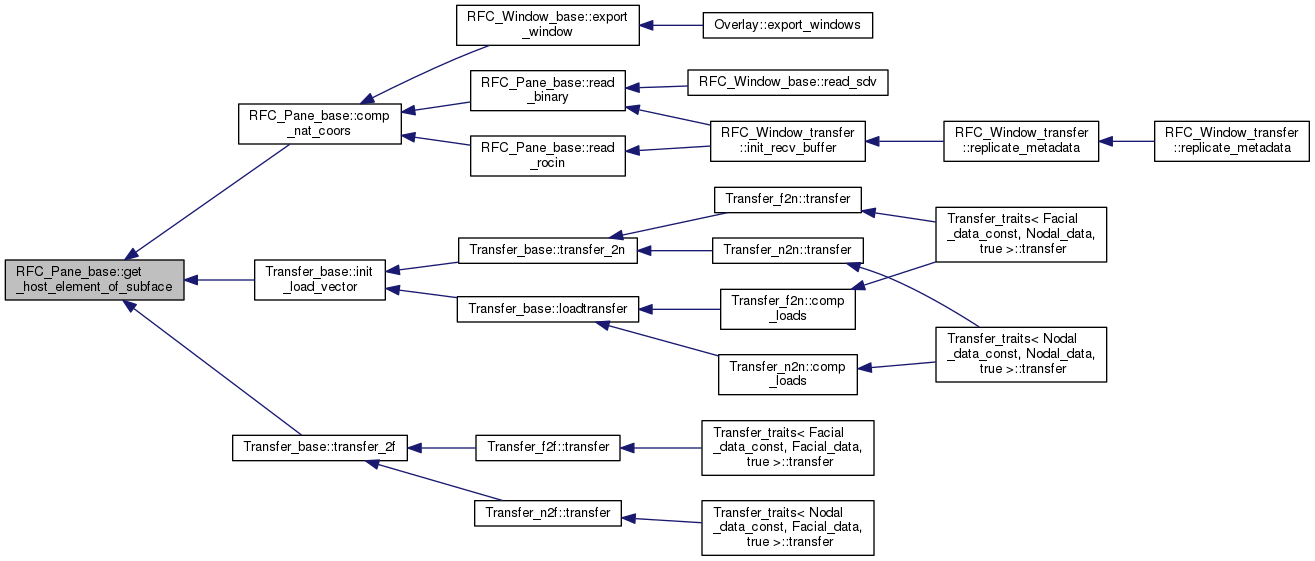 RFC_Window_base::export
_window
Overlay::export_windows
RFC_Pane_base::read
_binary
RFC_Window_base::read_sdv
RFC_Pane_base::comp
_nat_coors
RFC_Pane_base::read
_rocin
RFC_Window_transfer
::init_recv_buffer
RFC_Window_transfer
::replicate_metadata
RFC_Window_transfer
::replicate_metadata
Transfer_f2n::transfer
Transfer_traits< Facial
_data_const, Nodal_data,
true >::transfer
Transfer_base::transfer_2n
Transfer_n2n::transfer
RFC_Pane_base::get
_host_element_of_subface
Transfer_base::init
_load_vector
Transfer_base::loadtransfer
Transfer_f2n::comp
_loads
Transfer_traits< Nodal
_data_const, Nodal_data,
true >::transfer
Transfer_n2n::comp
_loads
Transfer_base::transfer_2f
Transfer_f2f::transfer
Transfer_traits< Facial
_data_const, Facial_data,
true >::transfer
Transfer_n2f::transfer
Transfer_traits< Nodal
_data_const, Facial_data,
true >::transfer